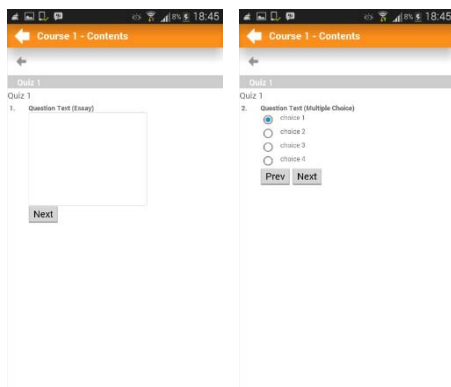 8% 18:45
Course 1 - Contents
Quiz 1
Quiz 1
1. Question Text (Essay)
Next
8% 18:45
Course 1 - Contents
Quiz 1
Quiz 1
2. Question Text (Multiple Choice)
choice 1
choice 2
choice 3
choice 4
Prev Next